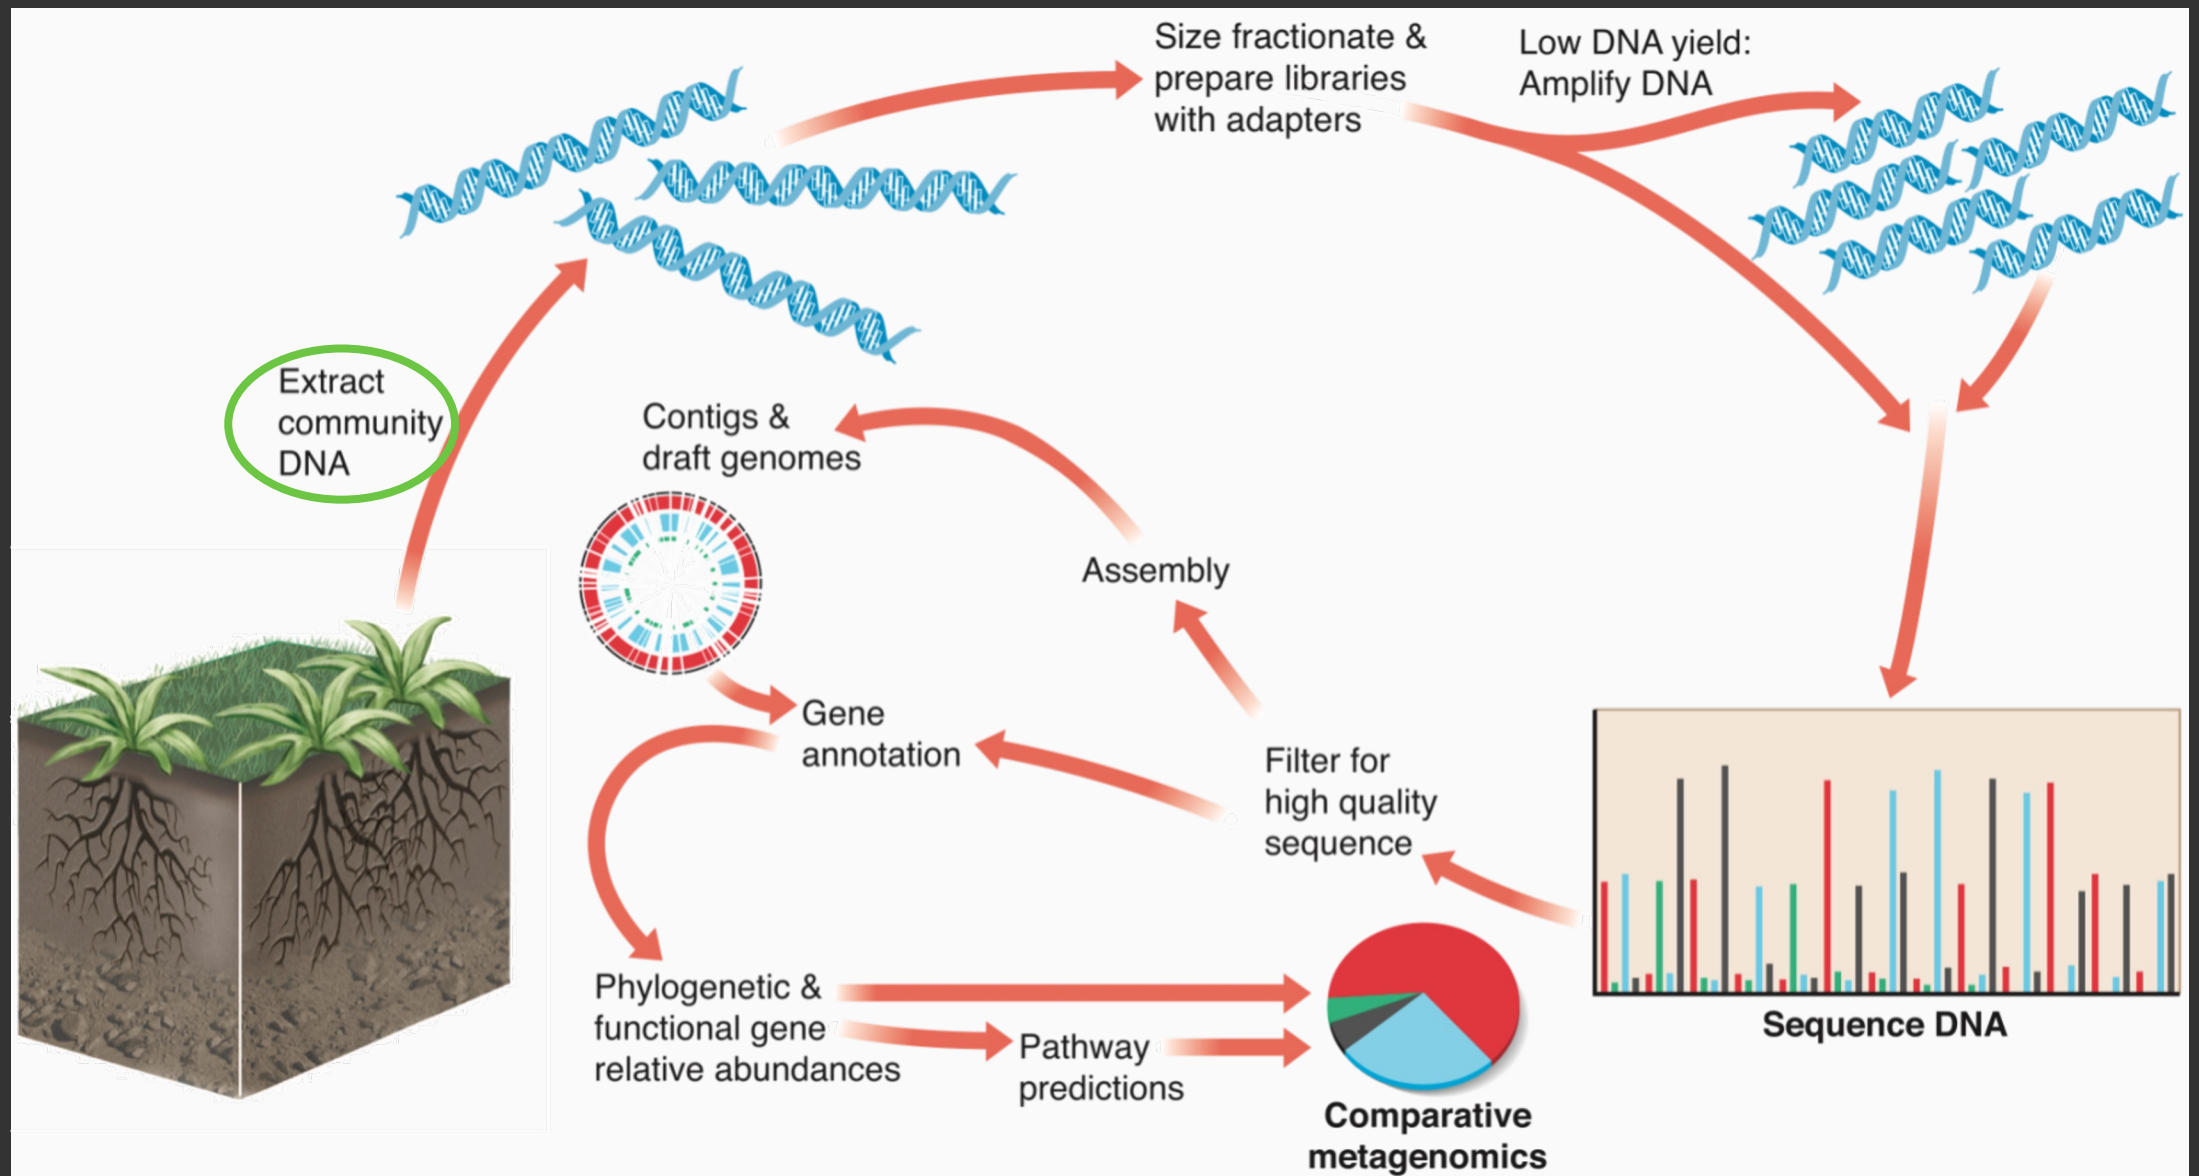 Size fractionate &
prepare libraries
with adapters
Low DNA yield:
Amplify DNA
Extract
community
DNA
Contigs &
draft genomes
Assembly
Gene
annotation
Filter for
high quality
sequence
Sequence DNA
Phylogenetic &
functional gene
relative abundances
Pathway
predictions
Comparative
metagenomics